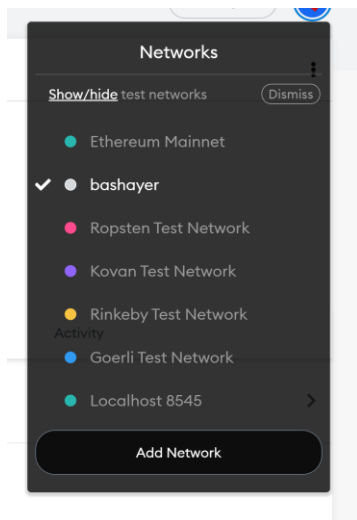 Networks
Show/hide test networks Dismiss
Ethereum Mainnet
bashayer
Ropsten Test Network
Kovan Test Network
Rinkeby Test Network
Activity
Goerli Test Network
Localhost 8545
Add Network